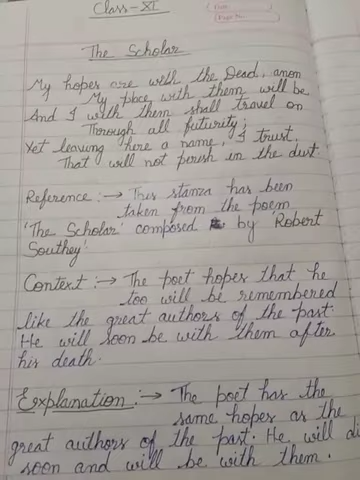 Class-XI
Date
Page No.
The Scholar
My hopes are with the Dead, anon
My place with them will be
And I with them shall travel on
Through all futurity;
Yet leaving here a name, I trust,
That will not perish in the dust.
Reference:→ This stanza has been
taken from the poem
'The Scholar' composed by 'Robert
Southey'.
Context:→ The poet hopes that he
too will be remembered
like the great authors of the past.
He will soon be with them after
his death.
Explanation:→ The poet has the
same hopes as the
great authors of the past. He will di
soon and will be with them.